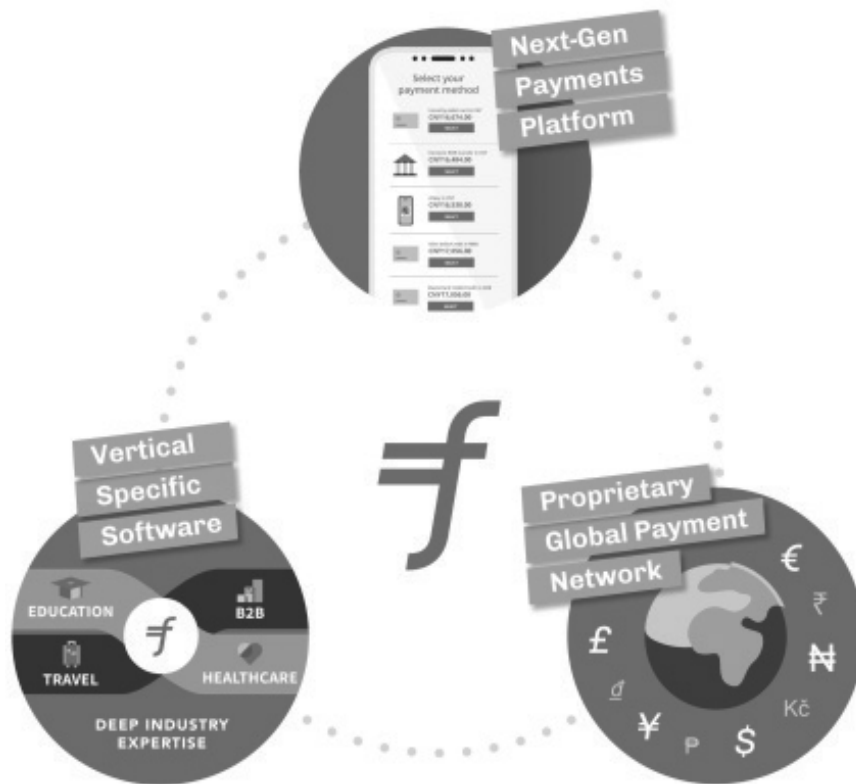 Next-Gen
Payments
Platform
Select your
payment method
Vertical
Specific
Software
EDUCATION
B2B
TRAVEL
HEALTHCARE
DEEP INDUSTRY
EXPERTISE
Proprietary
Global Payment
Network
€
₹
£
₦
₫
Kč
¥
₱
$